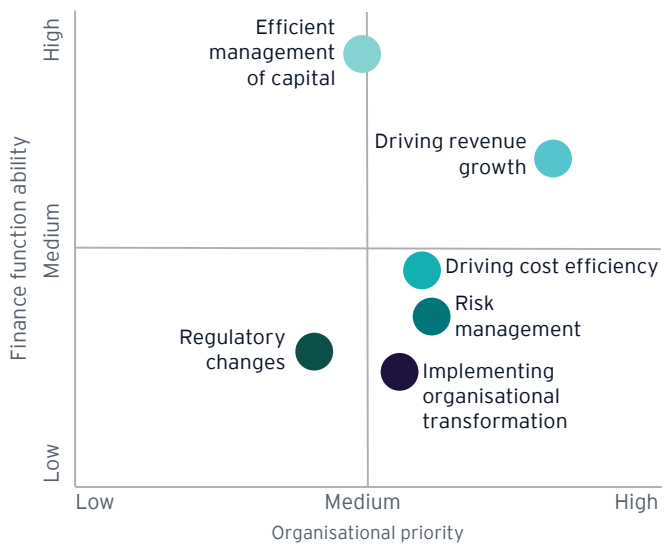 High
Medium
Low
Finance function ability
Efficient
management
of capital
Driving revenue
growth
Driving cost efficiency
Risk
management
Regulatory
changes
Implementing
organisational
transformation
Low
Medium
High
Organisational priority